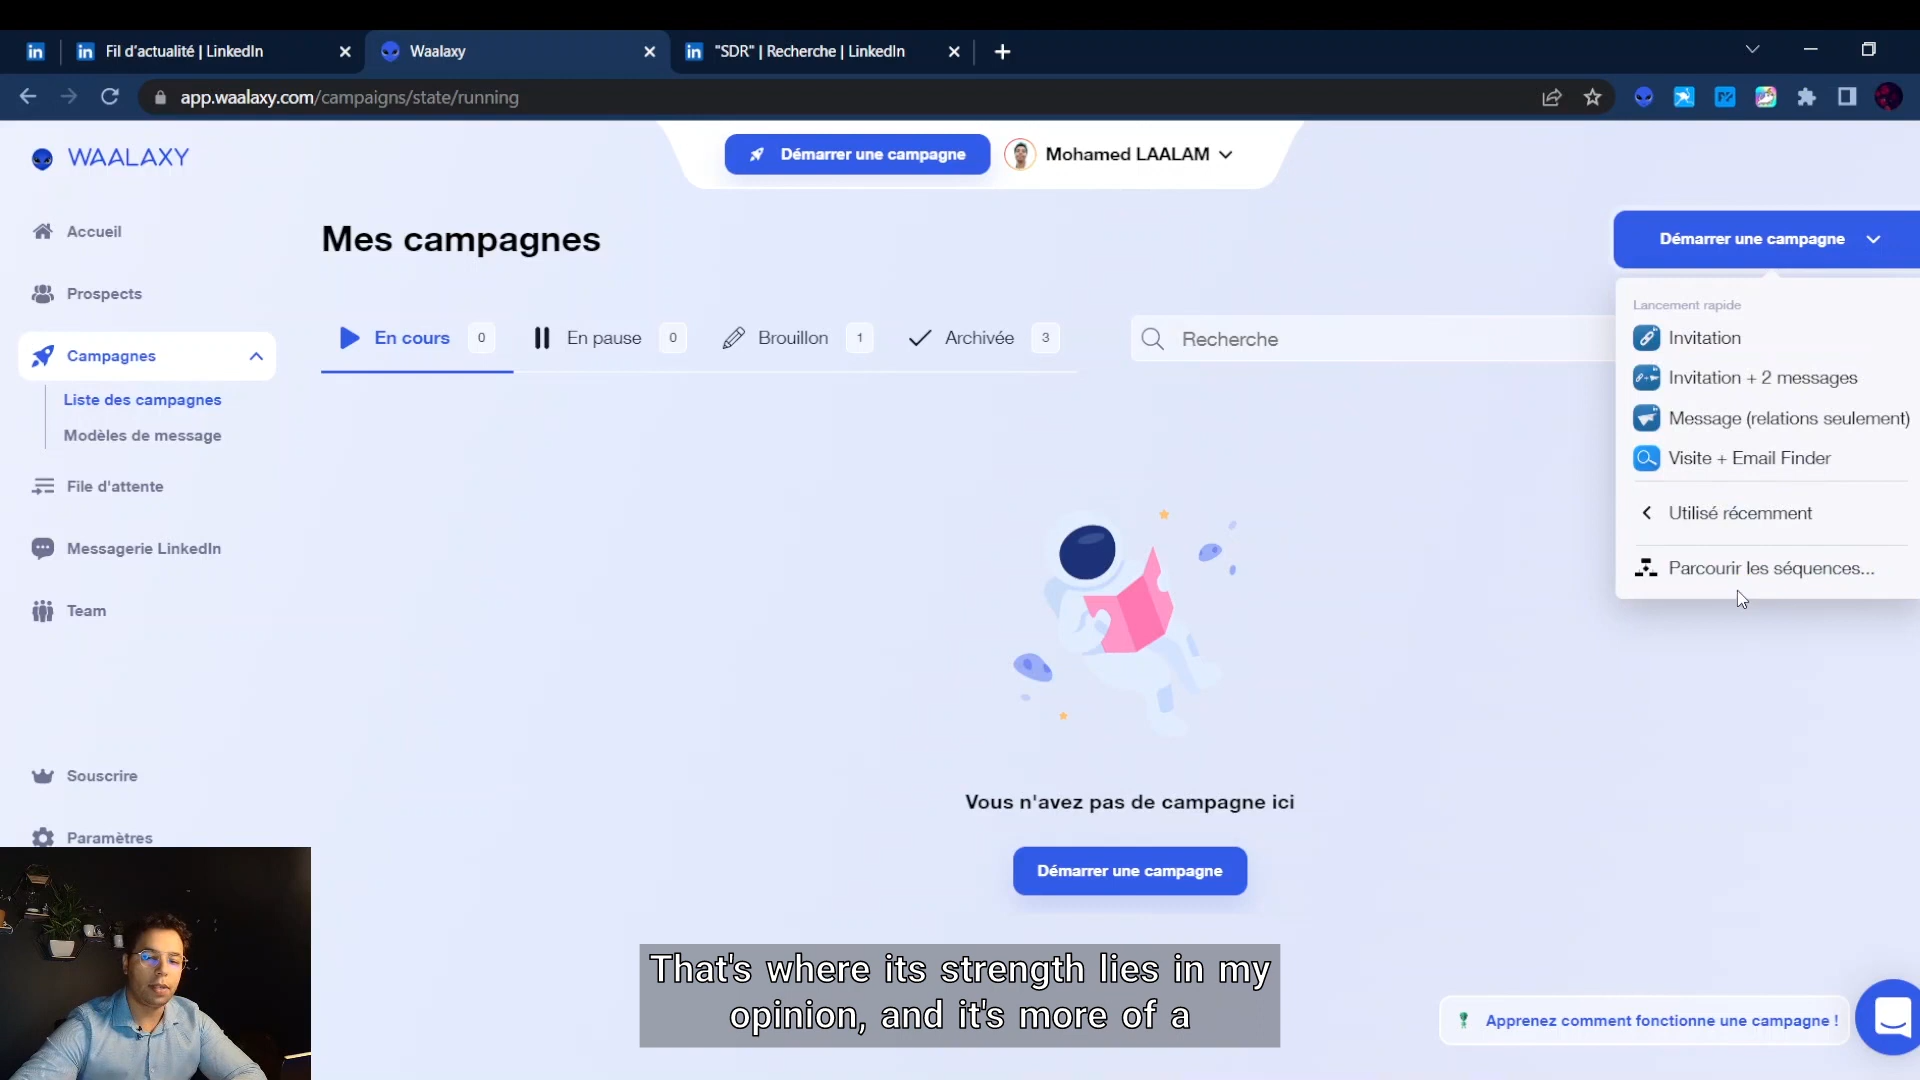 Fil d'actualité | LinkedIn
Waalaxy
"SDR" | Recherche | LinkedIn
app.waalaxy.com/campaigns/state/running
WAALAXY
Démarrer une campagne
Mohamed LAALAM
Accueil
Prospects
Campagnes
Liste des campagnes
Modèles de message
File d'attente
Messagerie LinkedIn
Team
Souscrire
Paramètres
Mes campagnes
Démarrer une campagne
En cours 0
En pause 0
Brouillon 1
Archivée 3
Recherche
Lancement rapide
Invitation
Invitation + 2 messages
Message (relations seulement)
Visite + Email Finder
Utilisé récemment
Parcourir les séquences...
Vous n'avez pas de campagne ici
Démarrer une campagne
That's where its strength lies in my
opinion, and it's more of a
Apprenez comment fonctionne une campagne !